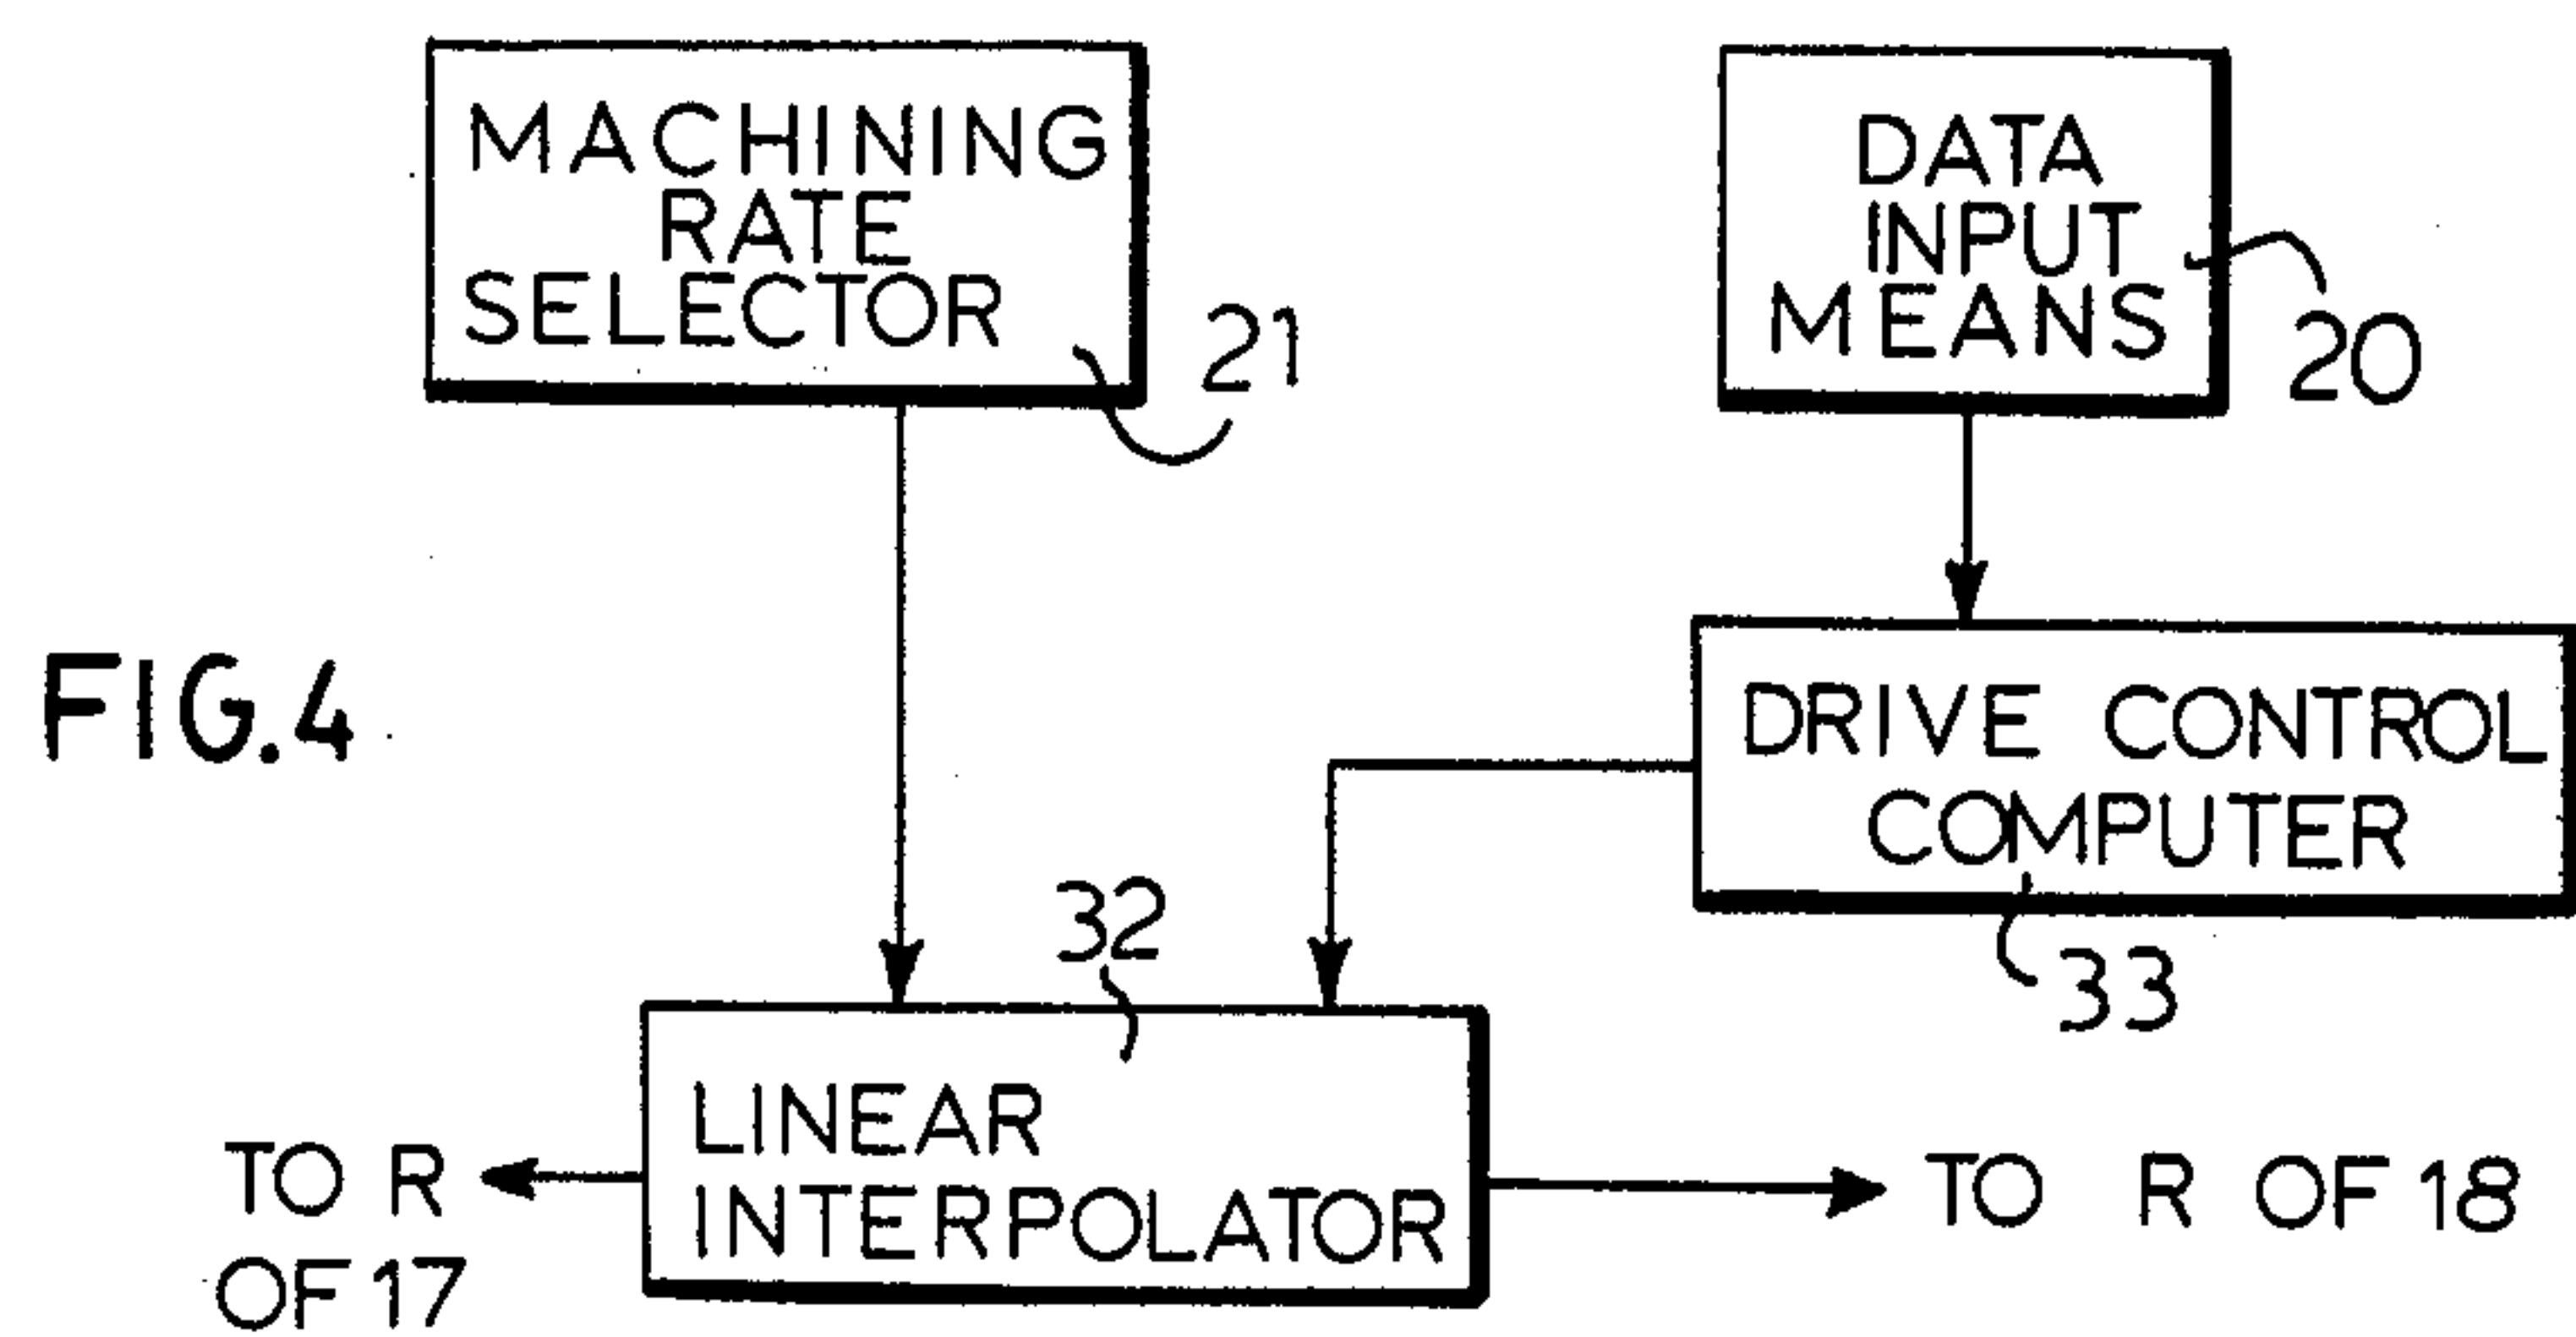 MACHINING
RATE
SELECTOR
21
DATA
INPUT
MEANS
20
FIG.4
DRIVE CONTROL
COMPUTER
33
32
LINEAR
INTERPOLATOR
TO R
OF 17
TO R OF 18